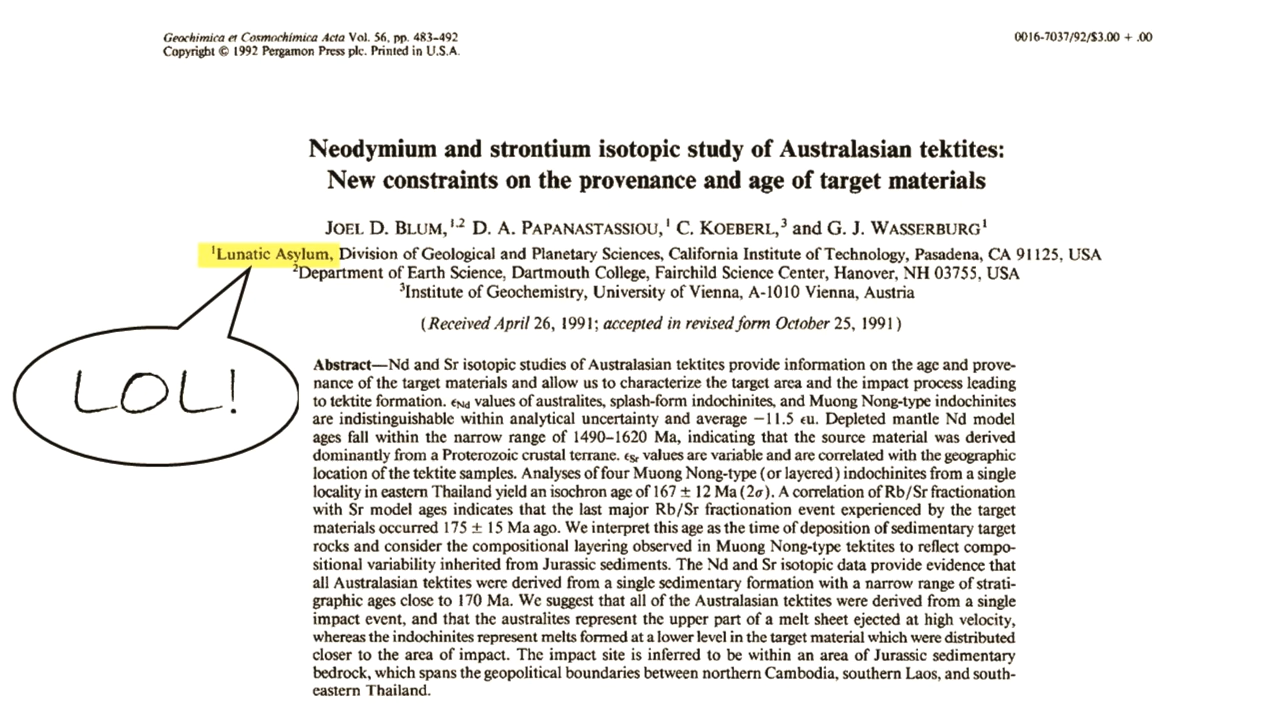 Geochimica et Cosmochimica Acta Vol. 56, pp. 483–492
Copyright © 1992 Pergamon Press plc. Printed in U.S.A.
0016-7037/92/$3.00 + .00
Neodymium and strontium isotopic study of Australasian tektites:
New constraints on the provenance and age of target materials
JOEL D. BLUM,¹·² D. A. PAPANASTASSIOU,¹ C. KOEBERL,³ and G. J. WASSERBURG¹
¹Lunatic Asylum, Division of Geological and Planetary Sciences, California Institute of Technology, Pasadena, CA 91125, USA
²Department of Earth Science, Dartmouth College, Fairchild Science Center, Hanover, NH 03755, USA
³Institute of Geochemistry, University of Vienna, A-1010 Vienna, Austria
(Received April 26, 1991; accepted in revised form October 25, 1991)
LOL!
Abstract—Nd and Sr isotopic studies of Australasian tektites provide information on the age and prove-
nance of the target materials and allow us to characterize the target area and the impact process leading
to tektite formation. ϵNd values of australites, splash-form indochinites, and Muong Nong-type indochinites
are indistinguishable within analytical uncertainty and average −11.5 ϵu. Depleted mantle Nd model
ages fall within the narrow range of 1490–1620 Ma, indicating that the source material was derived
dominantly from a Proterozoic crustal terrane. ϵSr values are variable and are correlated with the geographic
location of the tektite samples. Analyses of four Muong Nong-type (or layered) indochinites from a single
locality in eastern Thailand yield an isochron age of 167 ± 12 Ma (2σ). A correlation of Rb/Sr fractionation
with Sr model ages indicates that the last major Rb/Sr fractionation event experienced by the target
materials occurred 175 ± 15 Ma ago. We interpret this age as the time of deposition of sedimentary target
rocks and consider the compositional layering observed in Muong Nong-type tektites to reflect compo-
sitional variability inherited from Jurassic sediments. The Nd and Sr isotopic data provide evidence that
all Australasian tektites were derived from a single sedimentary formation with a narrow range of strati-
graphic ages close to 170 Ma. We suggest that all of the Australasian tektites were derived from a single
impact event, and that the australites represent the upper part of a melt sheet ejected at high velocity,
whereas the indochinites represent melts formed at a lower level in the target material which were distributed
closer to the area of impact. The impact site is inferred to be within an area of Jurassic sedimentary
bedrock, which spans the geopolitical boundaries between northern Cambodia, southern Laos, and south-
eastern Thailand.